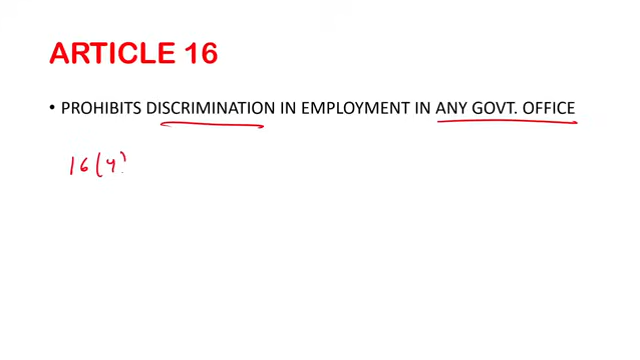 ARTICLE 16
• PROHIBITS DISCRIMINATION IN EMPLOYMENT IN ANY GOVT. OFFICE
16(4)